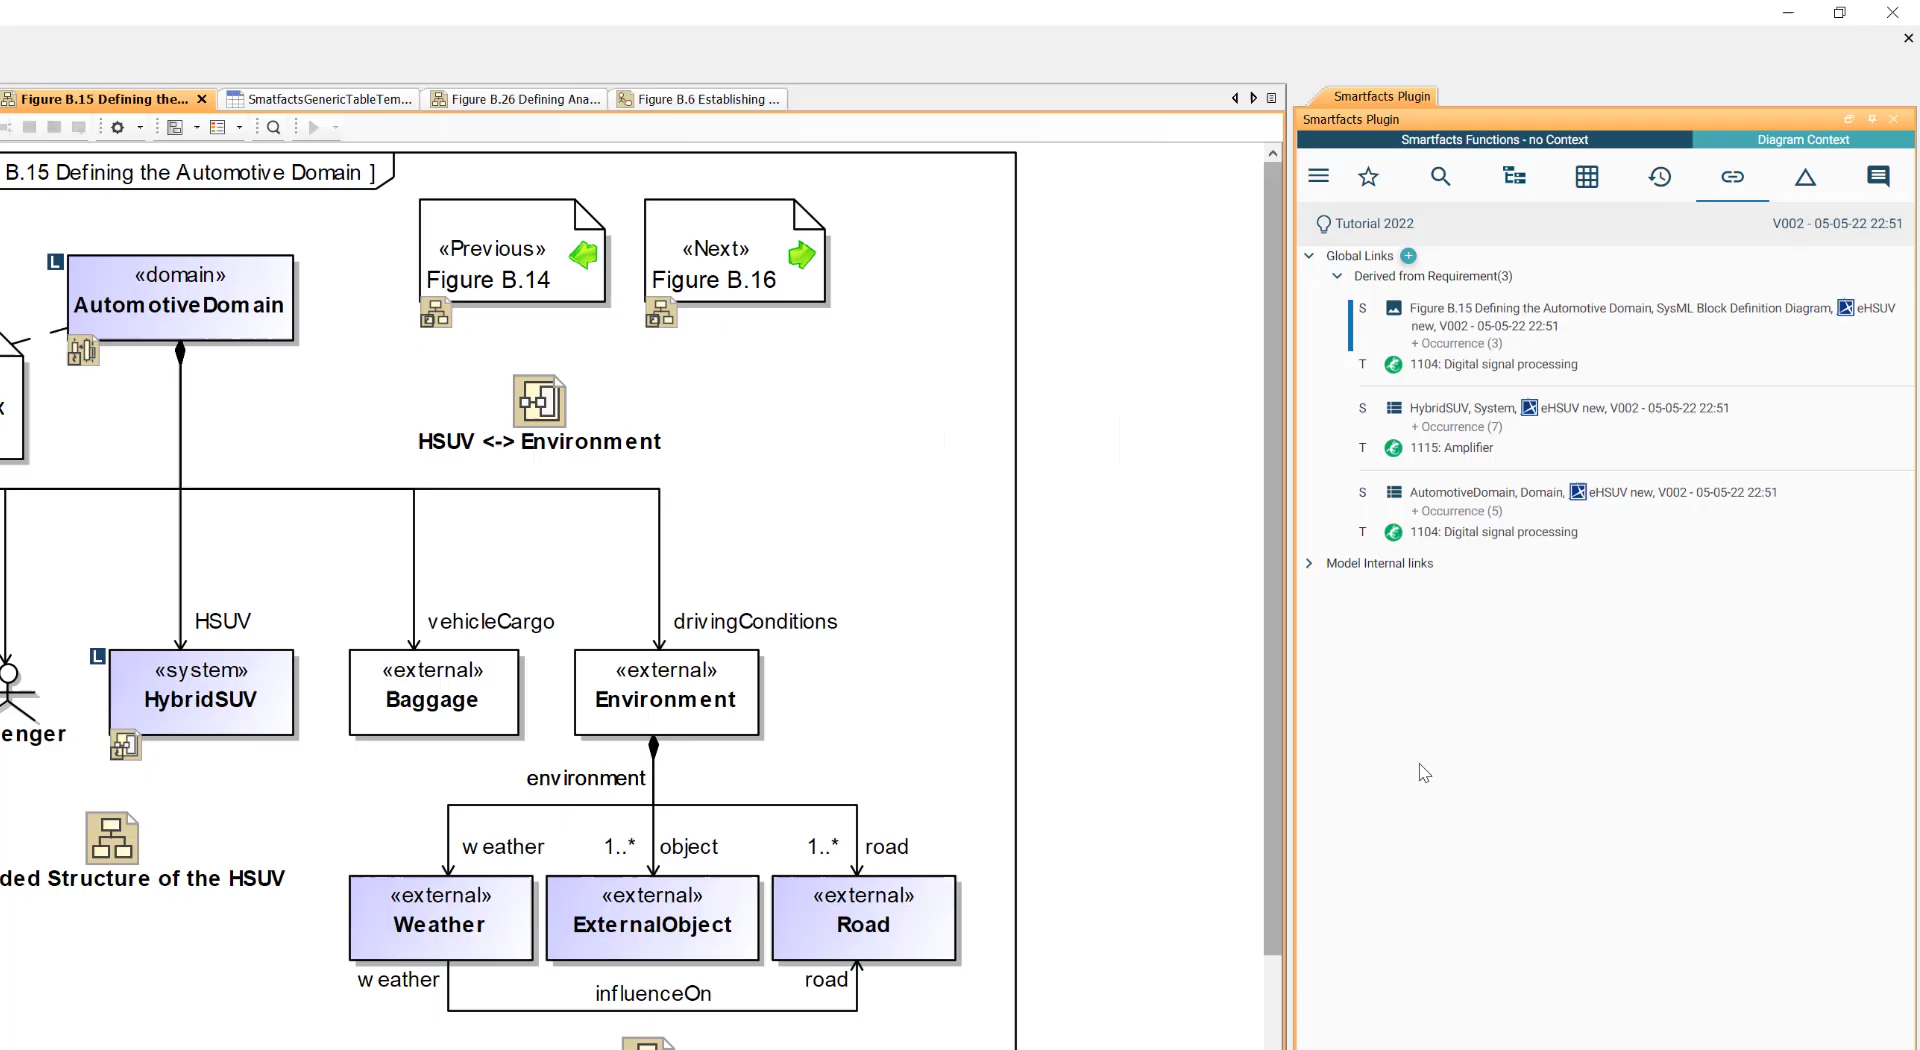 Figure B.15 Defining the...
SmatfactsGenericTableTem...
Figure B.26 Defining Ana...
Figure B.6 Establishing ...
B.15 Defining the Automotive Domain ]
«Previous»
Figure B.14
«Next»
Figure B.16
L
«domain»
AutomotiveDomain
x
HSUV <-> Environment
HSUV
vehicleCargo
drivingConditions
L
«system»
HybridSUV
«external»
Baggage
«external»
Environment
enger
environment
weather
1..*
object
1..*
road
ded Structure of the HSUV
«external»
Weather
«external»
ExternalObject
«external»
Road
weather
influenceOn
road
Smartfacts Plugin
Smartfacts Plugin
Smartfacts Functions - no Context
Diagram Context
Tutorial 2022
V002 - 05-05-22 22:51
Global Links
Derived from Requirement(3)
S Figure B.15 Defining the Automotive Domain, SysML Block Definition Diagram, eHSUV
new, V002 - 05-05-22 22:51
+ Occurrence (3)
T 1104: Digital signal processing
S HybridSUV, System, eHSUV new, V002 - 05-05-22 22:51
+ Occurrence (7)
T 1115: Amplifier
S AutomotiveDomain, Domain, eHSUV new, V002 - 05-05-22 22:51
+ Occurrence (5)
T 1104: Digital signal processing
Model Internal links